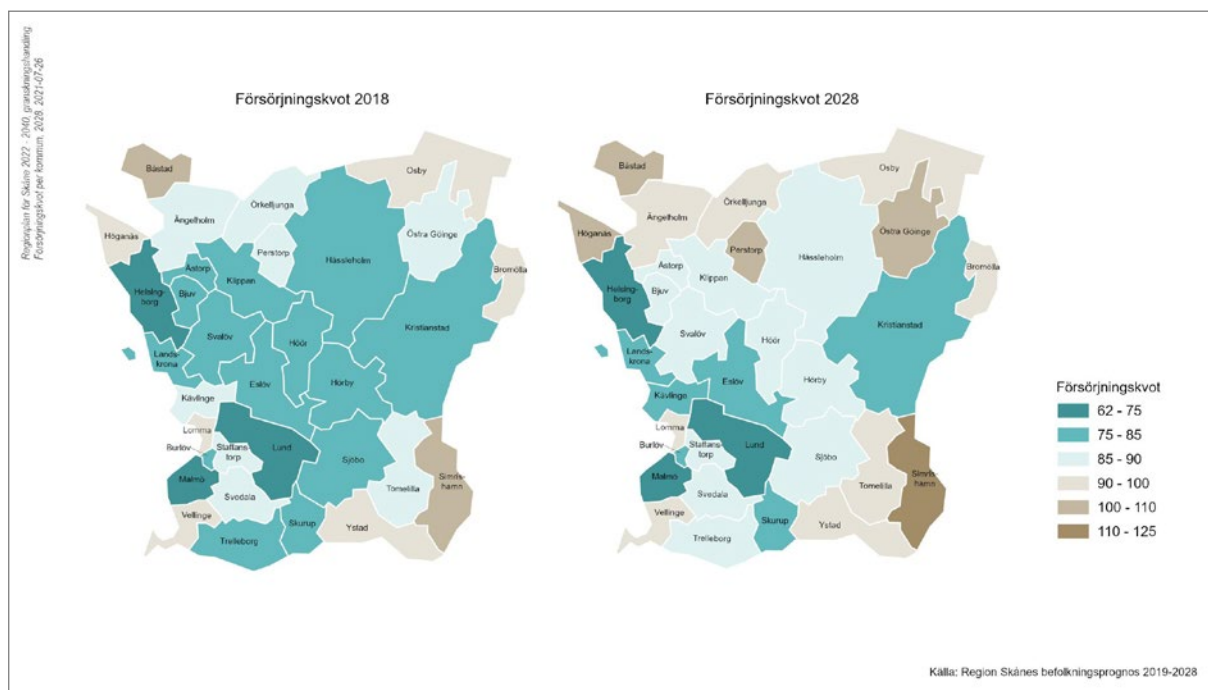 Regionplan för Skåne 2022 - 2040, granskningshandling
Försörjningskvot per kommun, 2028. 2021-07-26
Försörjningskvot 2018
Båstad
Osby
Örkelljunga
Ängelholm
Östra Göinge
Höganäs
Perstorp
Hässleholm
Bromölla
Åstorp
Klippan
Helsing-
borg
Bjuv
Kristianstad
Svalöv
Höör
Lands-
krona
Eslöv
Hörby
Kävlinge
Lomma
Burlöv
Staffans-
torp
Lund
Sjöbo
Malmö
Simris-
hamn
Svedala
Tomelilla
Vellinge
Skurup
Ystad
Trelleborg
Försörjningskvot 2028
Båstad
Osby
Örkelljunga
Ängelholm
Östra Göinge
Höganäs
Perstorp
Hässleholm
Bromölla
Åstorp
Klippan
Helsing-
borg
Bjuv
Kristianstad
Svalöv
Höör
Lands-
krona
Eslöv
Hörby
Kävlinge
Lomma
Burlöv
Staffans-
torp
Lund
Sjöbo
Malmö
Simris-
hamn
Svedala
Tomelilla
Vellinge
Skurup
Ystad
Trelleborg
Försörjningskvot
62 - 75
75 - 85
85 - 90
90 - 100
100 - 110
110 - 125
Källa: Region Skånes befolkningsprognos 2019-2028